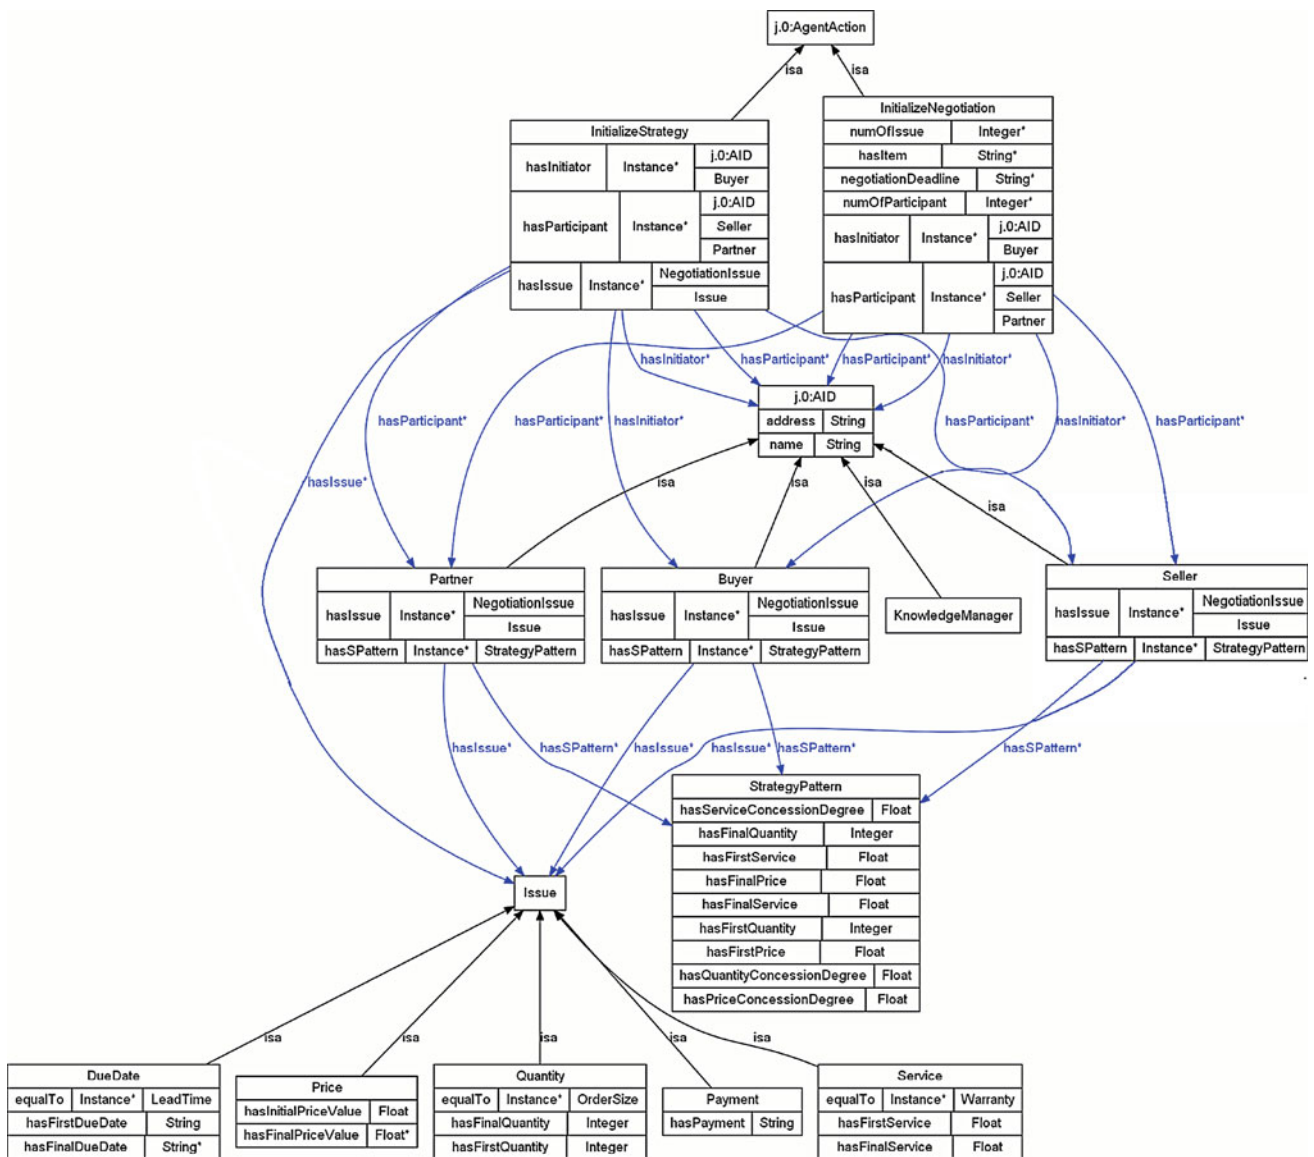 j.0:AgentAction
isa
isa
InitializeStrategy
hasInitiator Instance* j.0:AID
Buyer
hasParticipant Instance* j.0:AID
Seller
Partner
hasIssue Instance* NegotiationIssue
Issue
InitializeNegotiation
numOfIssue Integer*
hasItem String*
negotiationDeadline String*
numOfParticipant Integer*
hasInitiator Instance* j.0:AID
Buyer
hasParticipant Instance* j.0:AID
Seller
Partner
hasInitiator* hasParticipant* hasParticipant* hasInitiator*
j.0:AID
address String
name String
hasParticipant* hasParticipant* hasInitiator* hasParticipant* hasInitiator* hasParticipant*
hasIssue*
isa isa isa isa
Partner
hasIssue Instance* NegotiationIssue
Issue
hasSPattern Instance* StrategyPattern
Buyer
hasIssue Instance* NegotiationIssue
Issue
hasSPattern Instance* StrategyPattern
KnowledgeManager
Seller
hasIssue Instance* NegotiationIssue
Issue
hasSPattern Instance* StrategyPattern
hasIssue* hasSPattern* hasIssue* hasIssue* hasSPattern* hasSPattern*
StrategyPattern
hasServiceConcessionDegree Float
hasFinalQuantity Integer
hasFirstService Float
hasFinalPrice Float
hasFinalService Float
hasFirstQuantity Integer
hasFirstPrice Float
hasQuantityConcessionDegree Float
hasPriceConcessionDegree Float
Issue
isa isa isa isa isa
DueDate
equalTo Instance* LeadTime
hasFirstDueDate String
hasFinalDueDate String*
Price
hasInitialPriceValue Float
hasFinalPriceValue Float*
Quantity
equalTo Instance* OrderSize
hasFinalQuantity Integer
hasFirstQuantity Integer
Payment
hasPayment String
Service
equalTo Instance* Warranty
hasFirstService Float
hasFinalService Float